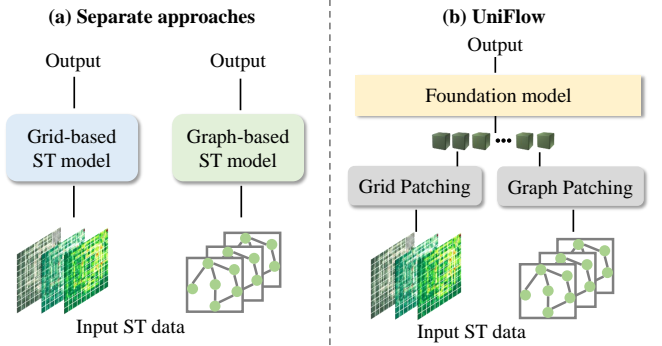 (a) Separate approaches
Output
Output
Grid-based
ST model
Graph-based
ST model
Input ST data
(b) UniFlow
Output
Foundation model
Grid Patching
Graph Patching
Input ST data